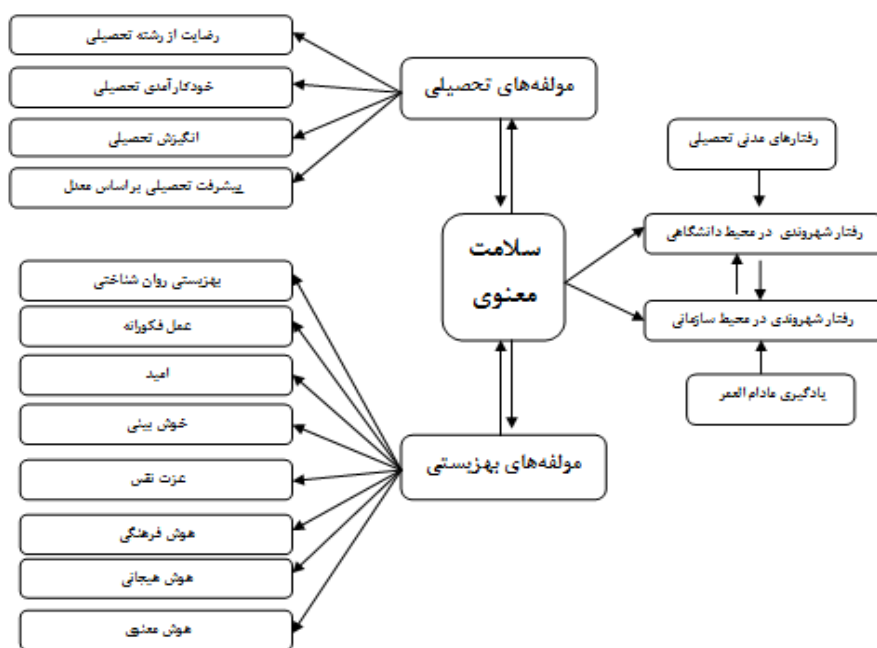 رضایت از رشته تحصیلی
خودکارآمدی تحصیلی
انگیزش تحصیلی
پیشرفت تحصیلی بر اساس معدل
مولفه‌های تحصیلی
رفتارهای مدنی تحصیلی
رفتار شهروندی در محیط دانشگاهی
رفتار شهروندی در محیط سازمانی
یادگیری مادام العمر
سلامت
معنوی
مولفه‌های بهزیستی
بهزیستی روان شناختی
عمل فکورانه
امید
خوش بینی
عزت نفس
هوش فرهنگی
هوش هیجانی
هوش معنوی